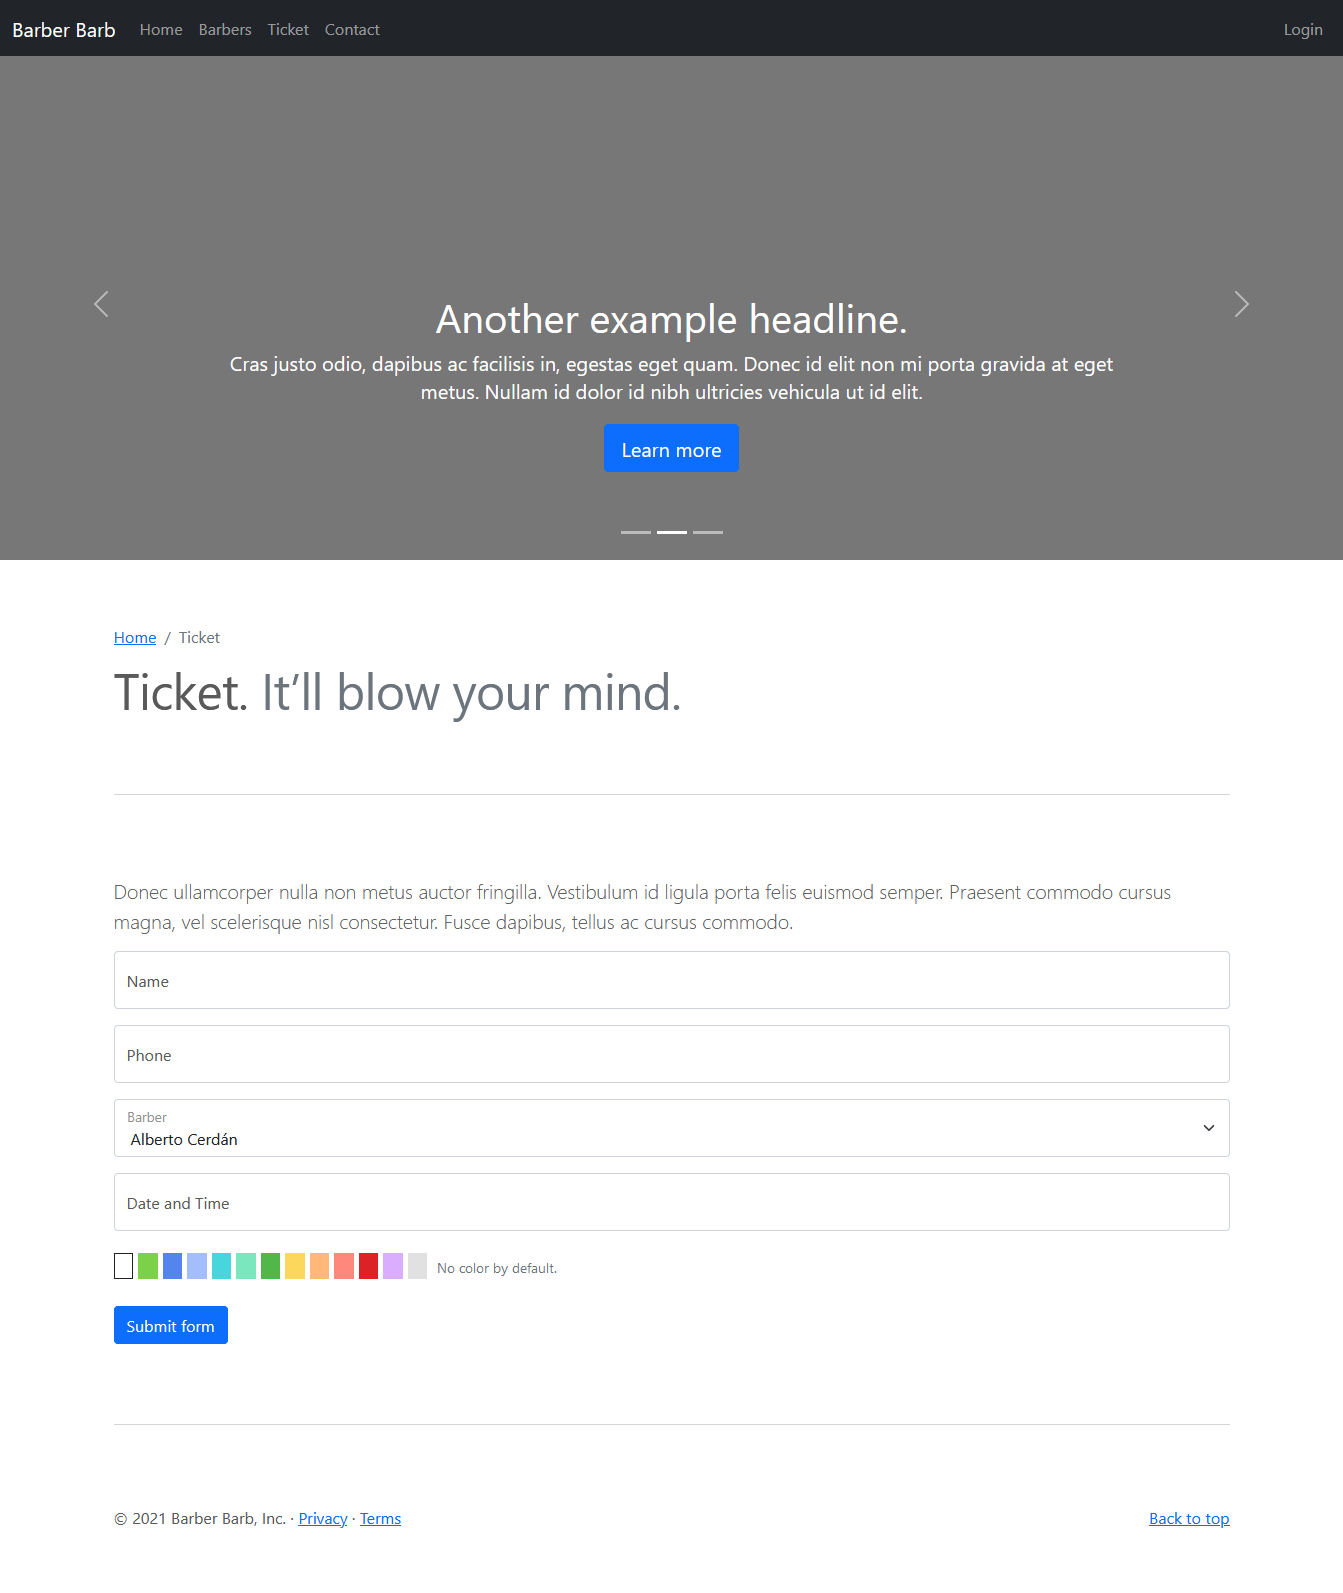 Barber Barb Home Barbers Ticket Contact Login
Another example headline.
Cras justo odio, dapibus ac facilisis in, egestas eget quam. Donec id elit non mi porta gravida at eget
metus. Nullam id dolor id nibh ultricies vehicula ut id elit.
Learn more
Home / Ticket
Ticket. It’ll blow your mind.
Donec ullamcorper nulla non metus auctor fringilla. Vestibulum id ligula porta felis euismod semper. Praesent commodo cursus
magna, vel scelerisque nisl consectetur. Fusce dapibus, tellus ac cursus commodo.
Name
Phone
Barber
Alberto Cerdán
Date and Time
No color by default.
Submit form
© 2021 Barber Barb, Inc. · Privacy · Terms Back to top